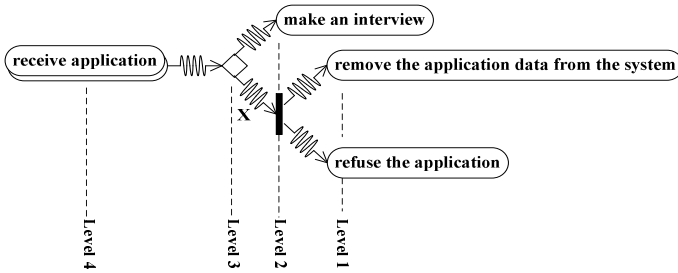 make an interview
receive application
remove the application data from the system
X
refuse the application
Level 4
Level 3
Level 2
Level 1